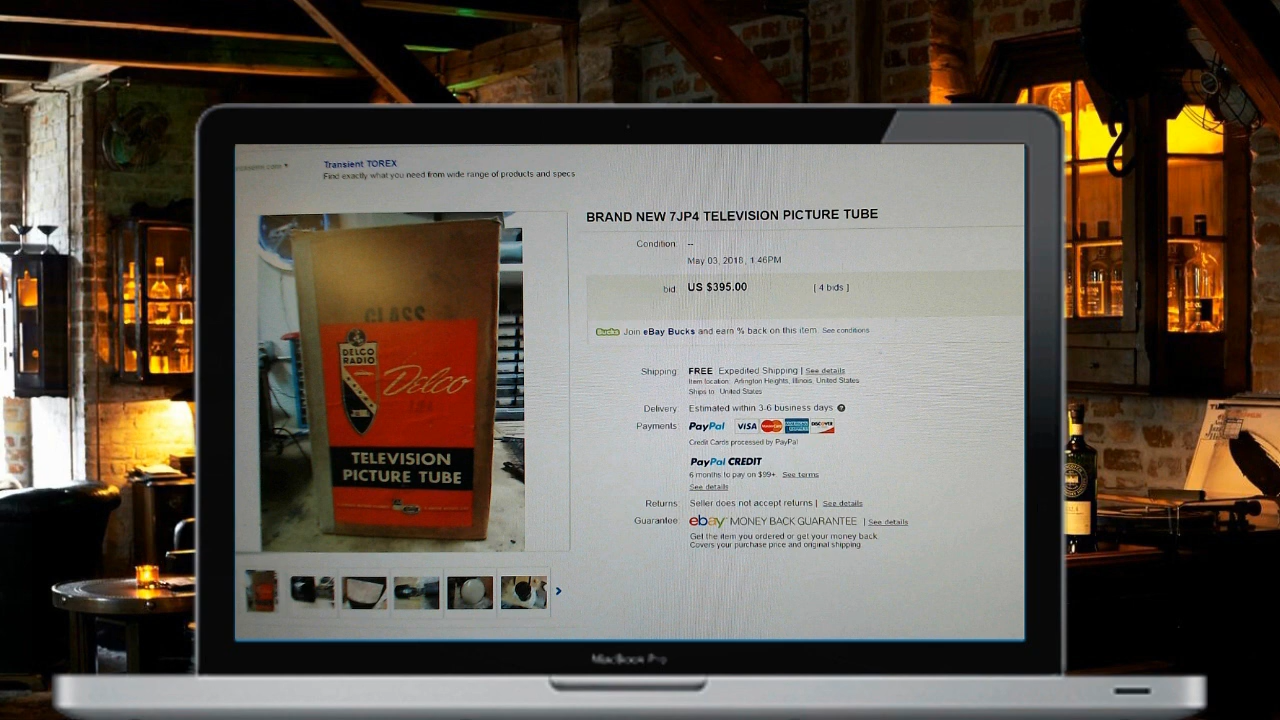 Transient TOREX
Find exactly what you need from wide range of products and specs
BRAND NEW 7JP4 TELEVISION PICTURE TUBE
Condition: --
May 03, 2018, 1:46PM
bid: US $395.00 [ 4 bids ]
Bucks Join eBay Bucks and earn % back on this item. See conditions
Shipping: FREE Expedited Shipping | See details
Item location: Arlington Heights, Illinois, United States
Ships to: United States
Delivery: Estimated within 3-6 business days ?
Payments: PayPal VISA MasterCard AMERICAN EXPRESS DISCOVER
Credit Cards processed by PayPal
PayPal CREDIT
6 months to pay on $99+. See terms
See details
Returns: Seller does not accept returns | See details
Guarantee: ebay MONEY BACK GUARANTEE | See details
Get the item you ordered or get your money back.
Covers your purchase price and original shipping.
DELCO
RADIO
Delco
TELEVISION
PICTURE TUBE
MacBook Pro